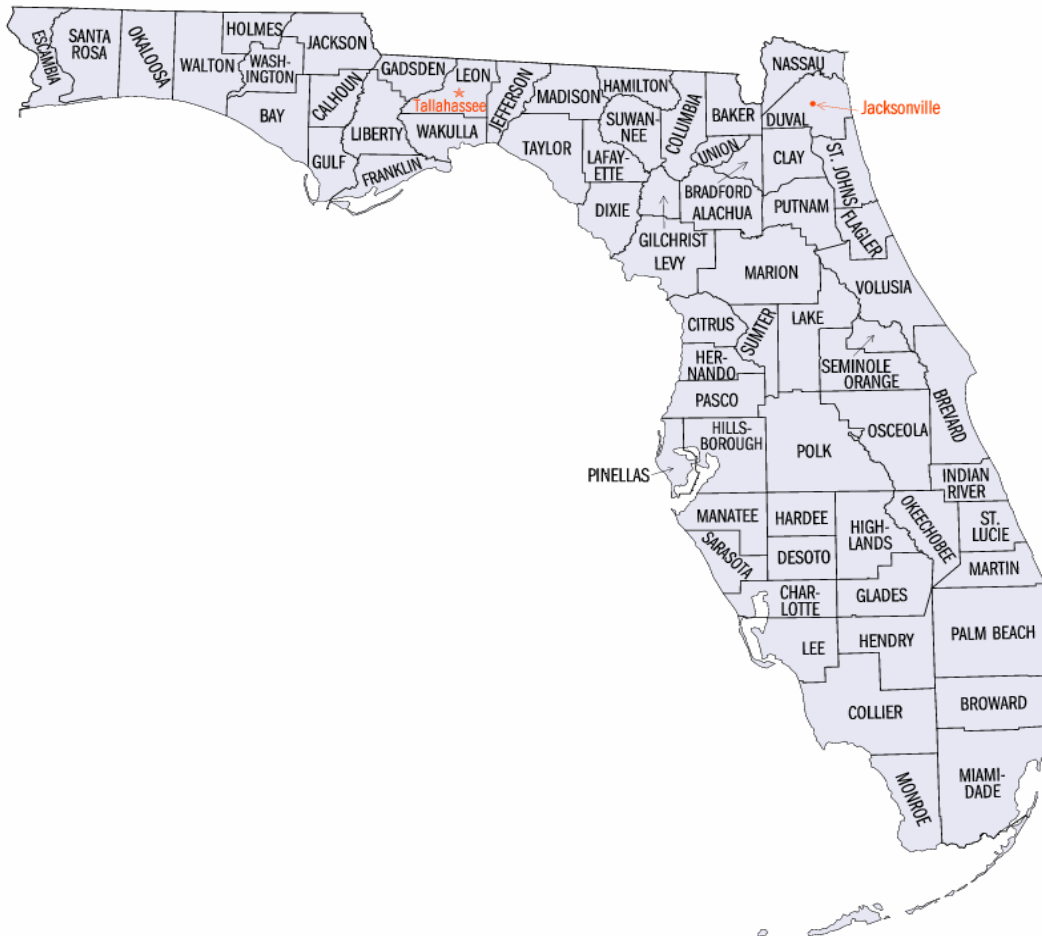 ESCAMBIA
SANTA
ROSA
OKALOOSA
WALTON
HOLMES
WASH-
INGTON
JACKSON
BAY
CALHOUN
GULF
GADSDEN
LIBERTY
FRANKLIN
LEON
Tallahassee
WAKULLA
JEFFERSON
MADISON
TAYLOR
HAMILTON
SUWAN-
NEE
LAFAY-
ETTE
DIXIE
COLUMBIA
BAKER
NASSAU
DUVAL
Jacksonville
UNION
BRADFORD
ALACHUA
CLAY
ST. JOHNS
PUTNAM
FLAGLER
GILCHRIST
LEVY
MARION
VOLUSIA
CITRUS
SUMTER
LAKE
HER-
NANDO
SEMINOLE
ORANGE
PASCO
BREVARD
HILLS-
BOROUGH
POLK
OSCEOLA
PINELLAS
INDIAN
RIVER
MANATEE
HARDEE
HIGH-
LANDS
OKEECHOBEE
ST.
LUCIE
SARASOTA
DESOTO
MARTIN
CHAR-
LOTTE
GLADES
LEE
HENDRY
PALM BEACH
COLLIER
BROWARD
MONROE
MIAMI-
DADE